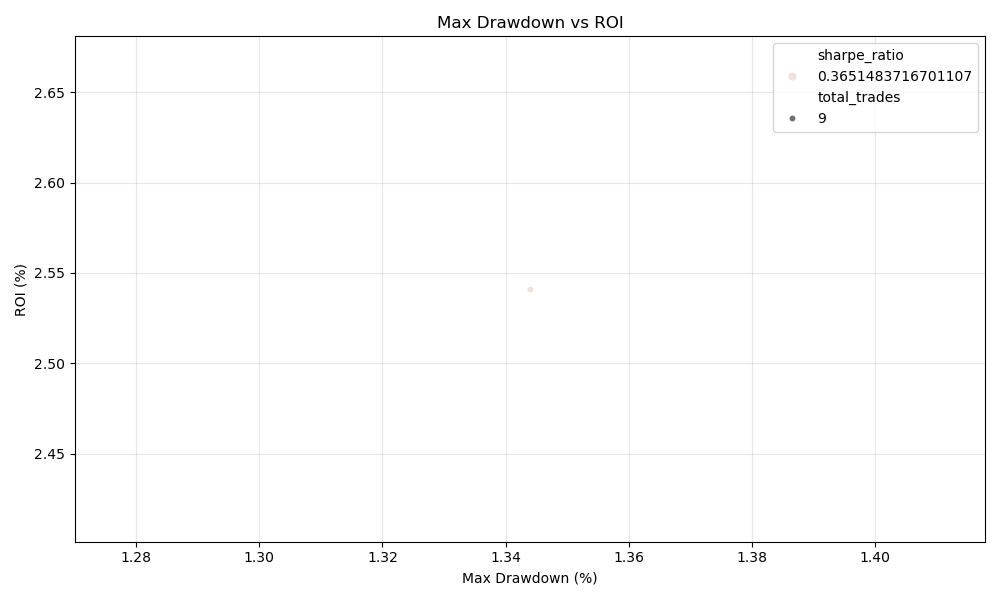 Max Drawdown vs ROI
sharpe_ratio
0.3651483716701107
total_trades
9
2.65
2.60
2.55
2.50
2.45
ROI (%)
1.28
1.30
1.32
1.34
1.36
1.38
1.40
Max Drawdown (%)